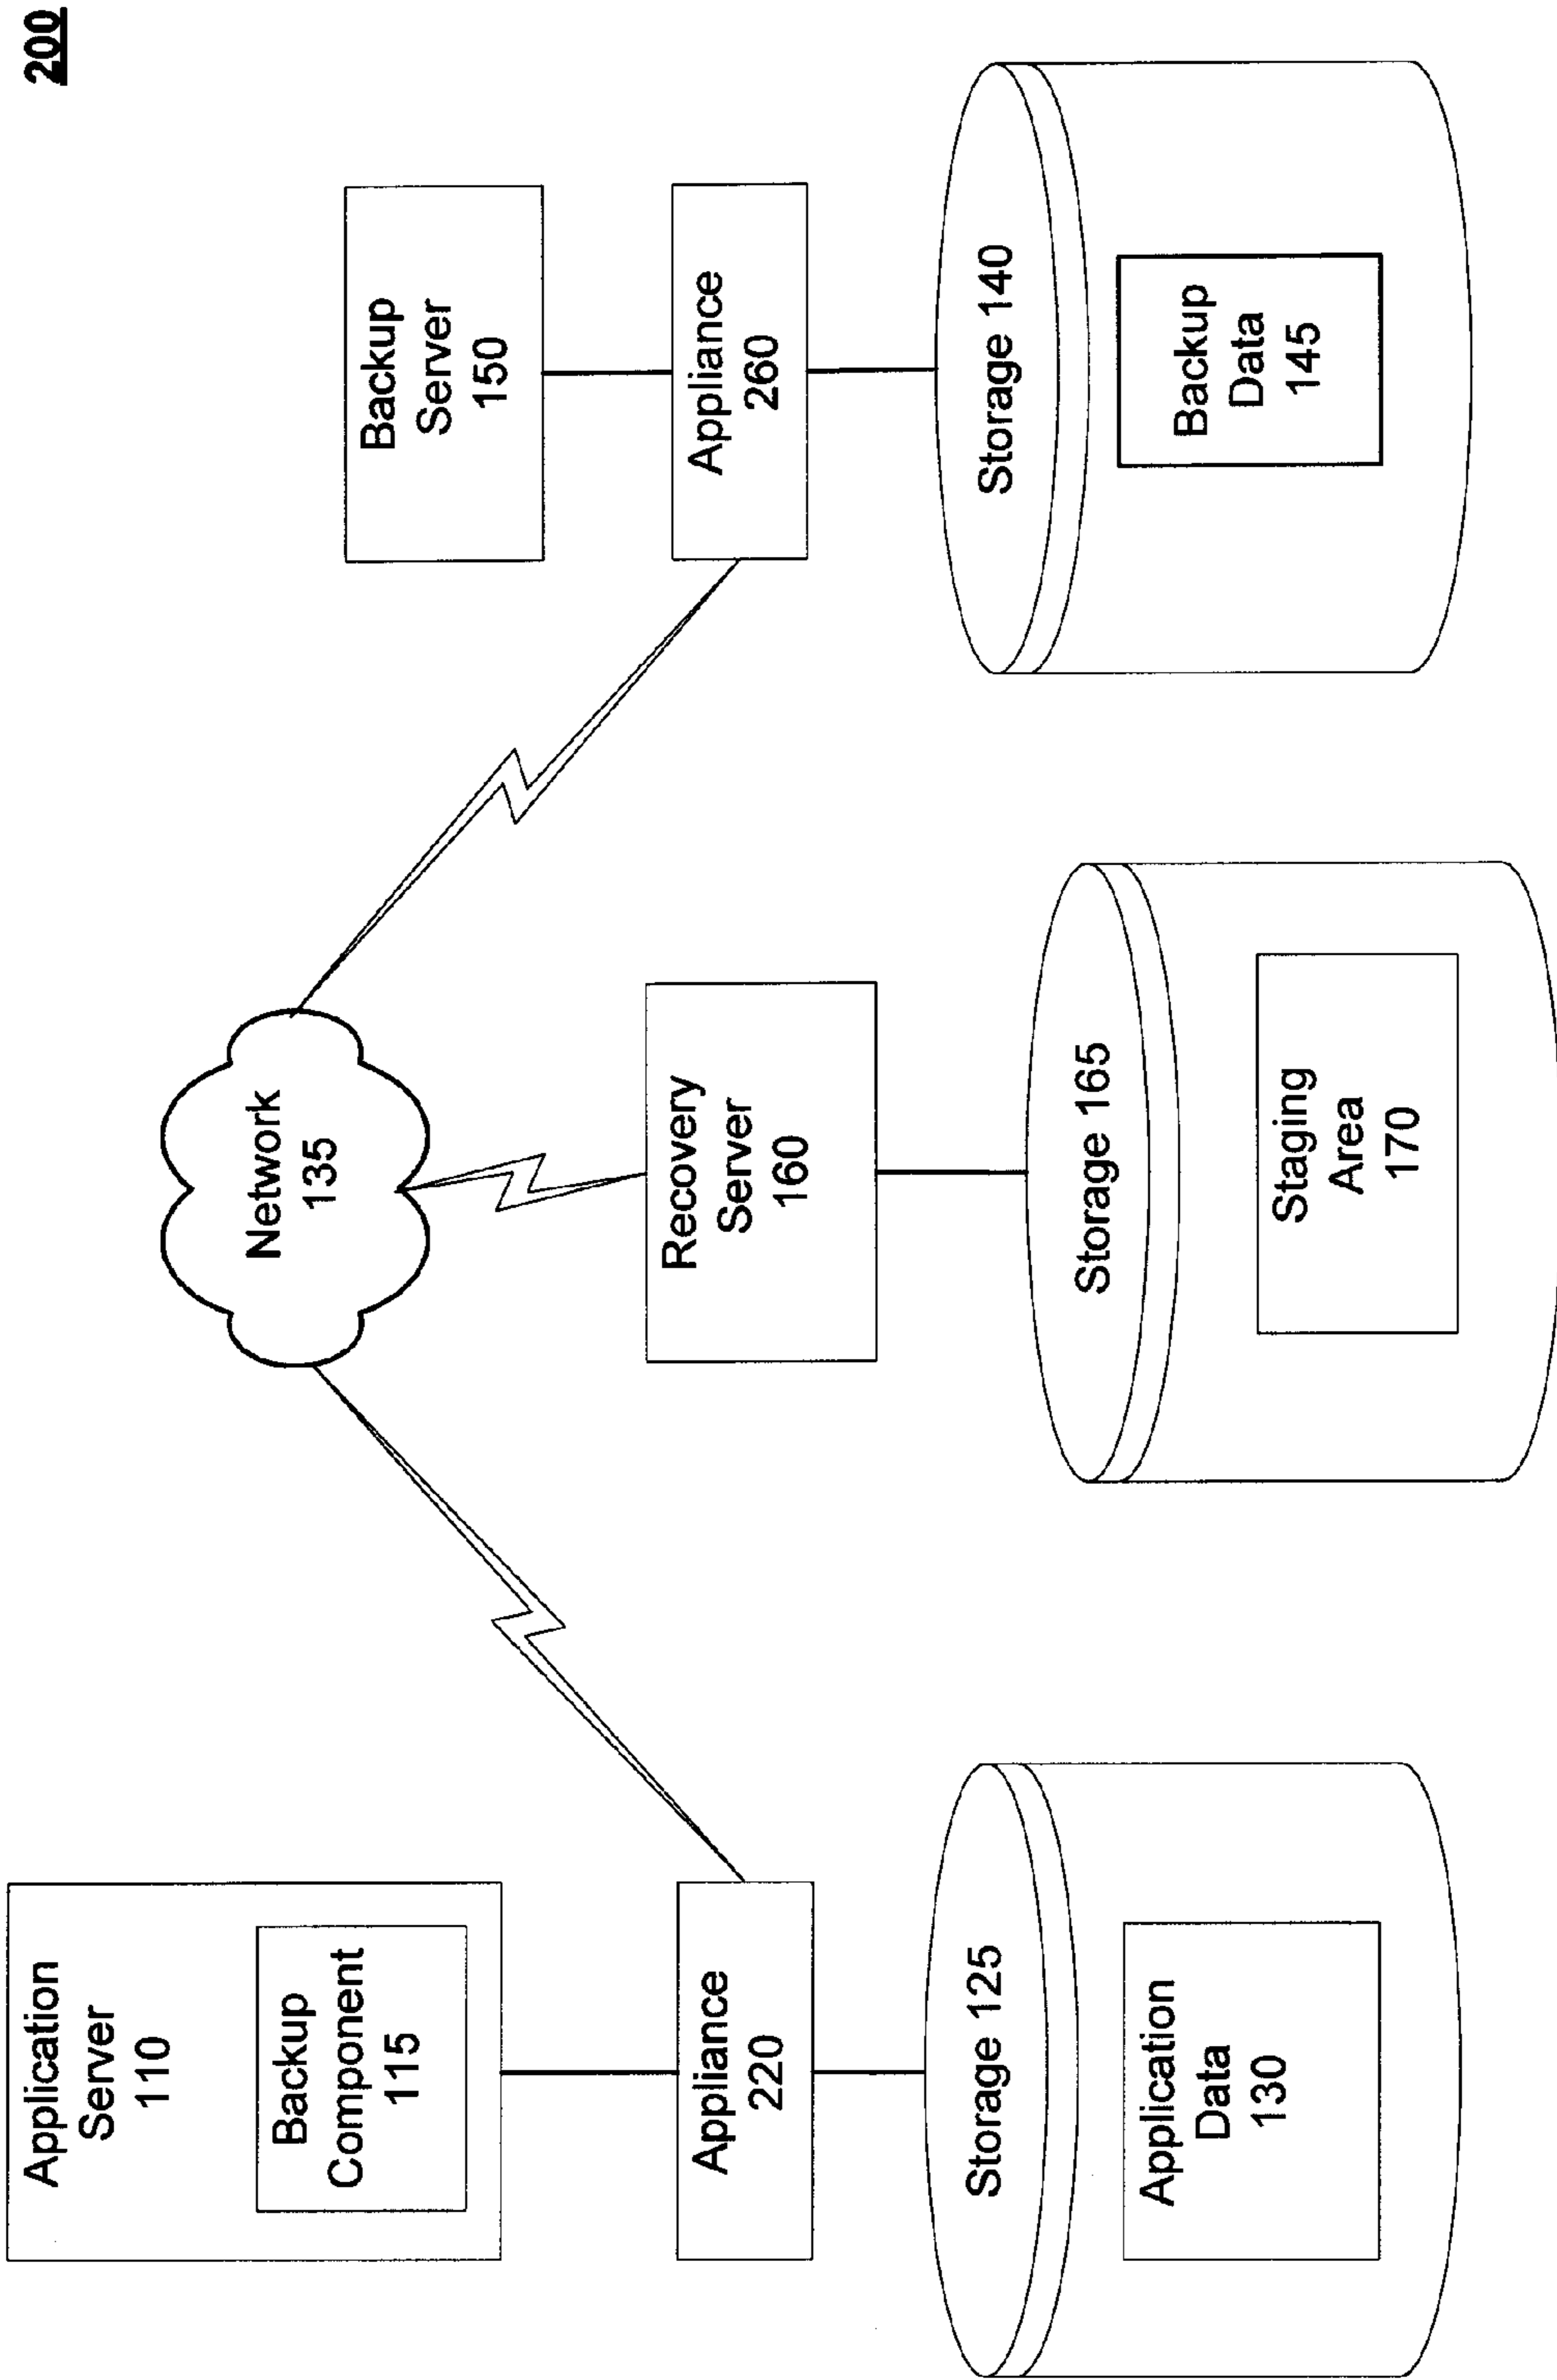 200
Application
Server
110
Backup
Component
115
Appliance
220
Storage 125
Application
Data
130
Network
135
Recovery
Server
160
Storage 165
Staging
Area
170
Backup
Server
150
Appliance
260
Storage 140
Backup
Data
145